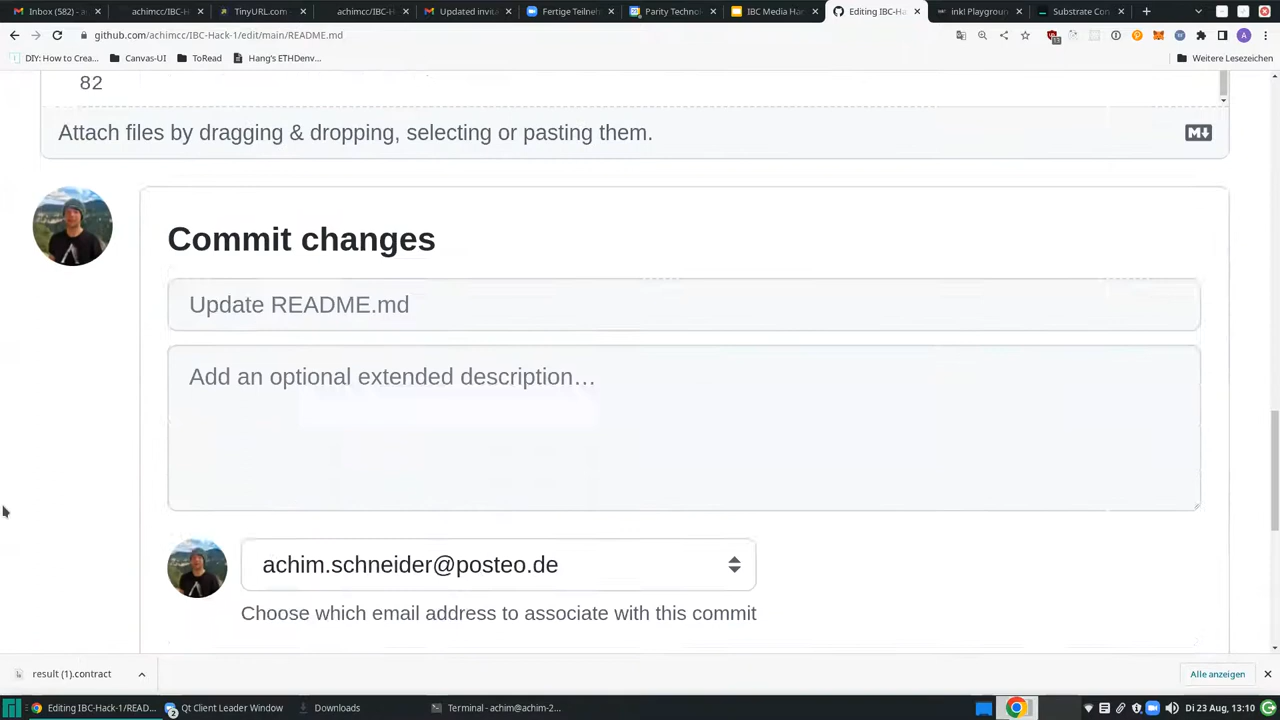 Inbox (582) - a
achimcc/IBC-H
TinyURL.com
achimcc/IBC-H
Updated invit
Fertige Teilneh
Parity Technol
IBC Media Hac
Editing IBC-Ha
inkl Playgroun
Substrate Con
github.com/achimcc/IBC-Hack-1/edit/main/README.md
13
A
DIY: How to Crea...
Canvas-UI
ToRead
Hang's ETHDenv...
Weitere Lesezeichen
82
Attach files by dragging & dropping, selecting or pasting them.
Commit changes
Update README.md
Add an optional extended description…
achim.schneider@posteo.de
Choose which email address to associate with this commit
result (1).contract
Alle anzeigen
Editing IBC-Hack-1/READ...
2
Qt Client Leader Window
Downloads
Terminal - achim@achim-2...
Di 23 Aug, 13:10